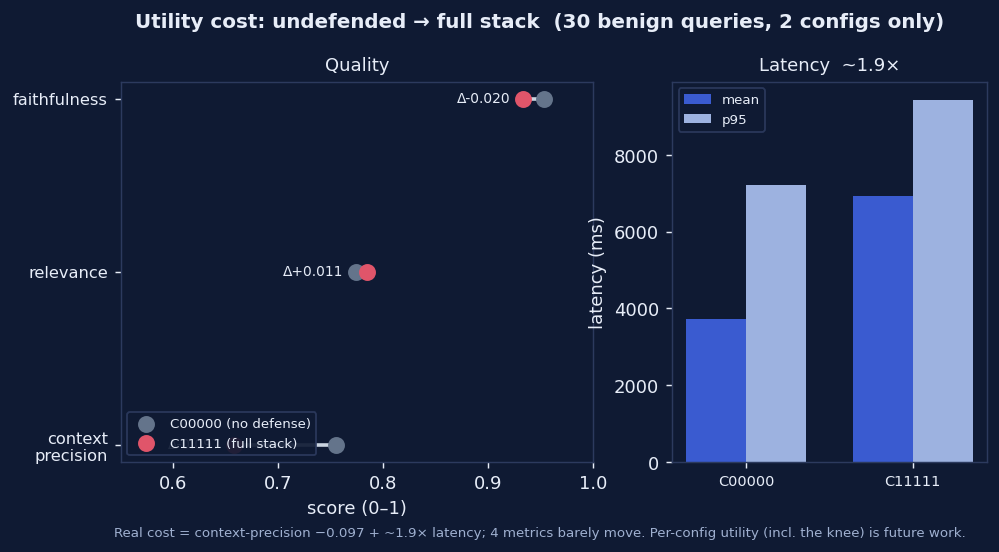 Utility cost: undefended → full stack (30 benign queries, 2 configs only)
Quality
faithfulness
Δ-0.020
relevance
Δ+0.011
context
precision
C00000 (no defense)
C11111 (full stack)
0.6 0.7 0.8 0.9 1.0
score (0–1)
Latency ~1.9×
mean
p95
latency (ms)
8000
6000
4000
2000
0
C00000 C11111
Real cost = context-precision −0.097 + ~1.9× latency; 4 metrics barely move. Per-config utility (incl. the knee) is future work.